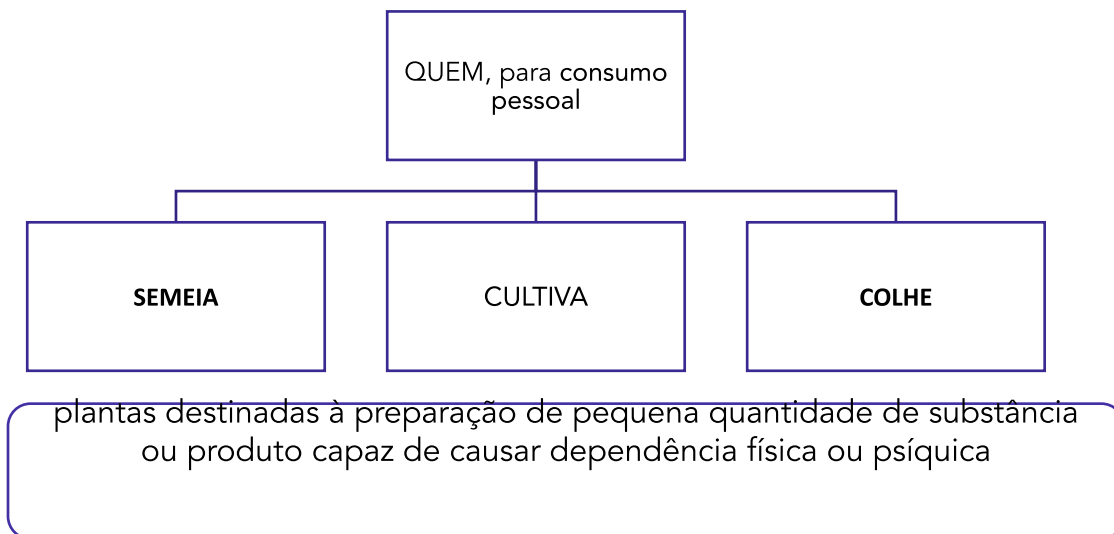 QUEM, para consumo
pessoal
SEMEIA
CULTIVA
COLHE
plantas destinadas à preparação de pequena quantidade de substância
ou produto capaz de causar dependência física ou psíquica